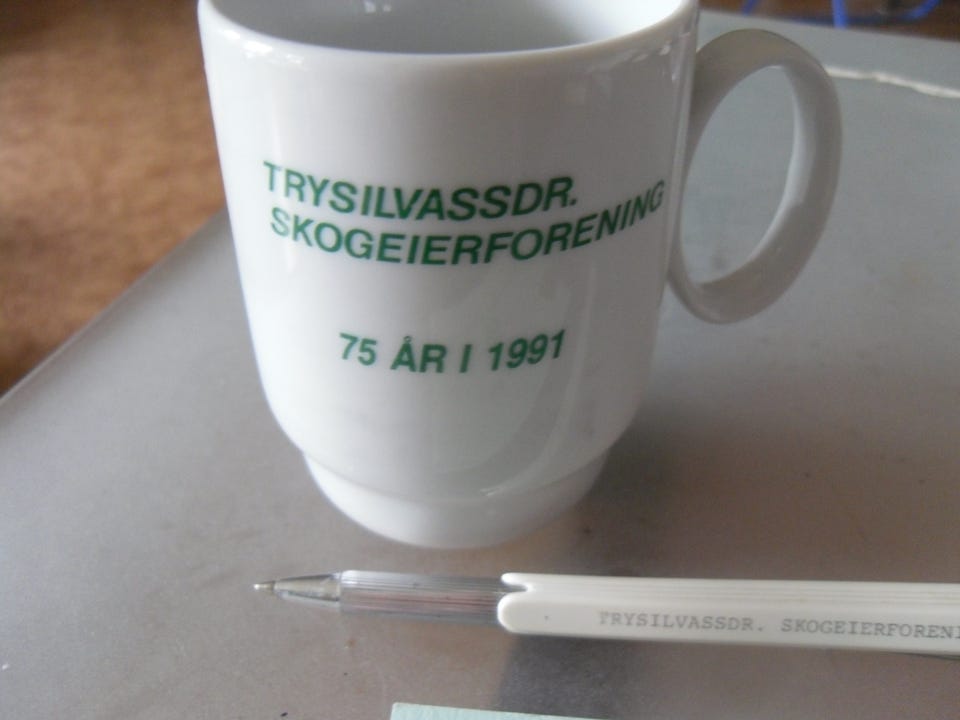 TRYSILVASSDR.
SKOGEIERFORENING
75 ÅR I 1991
TRYSILVASSDR. SKOGEIERFORENI